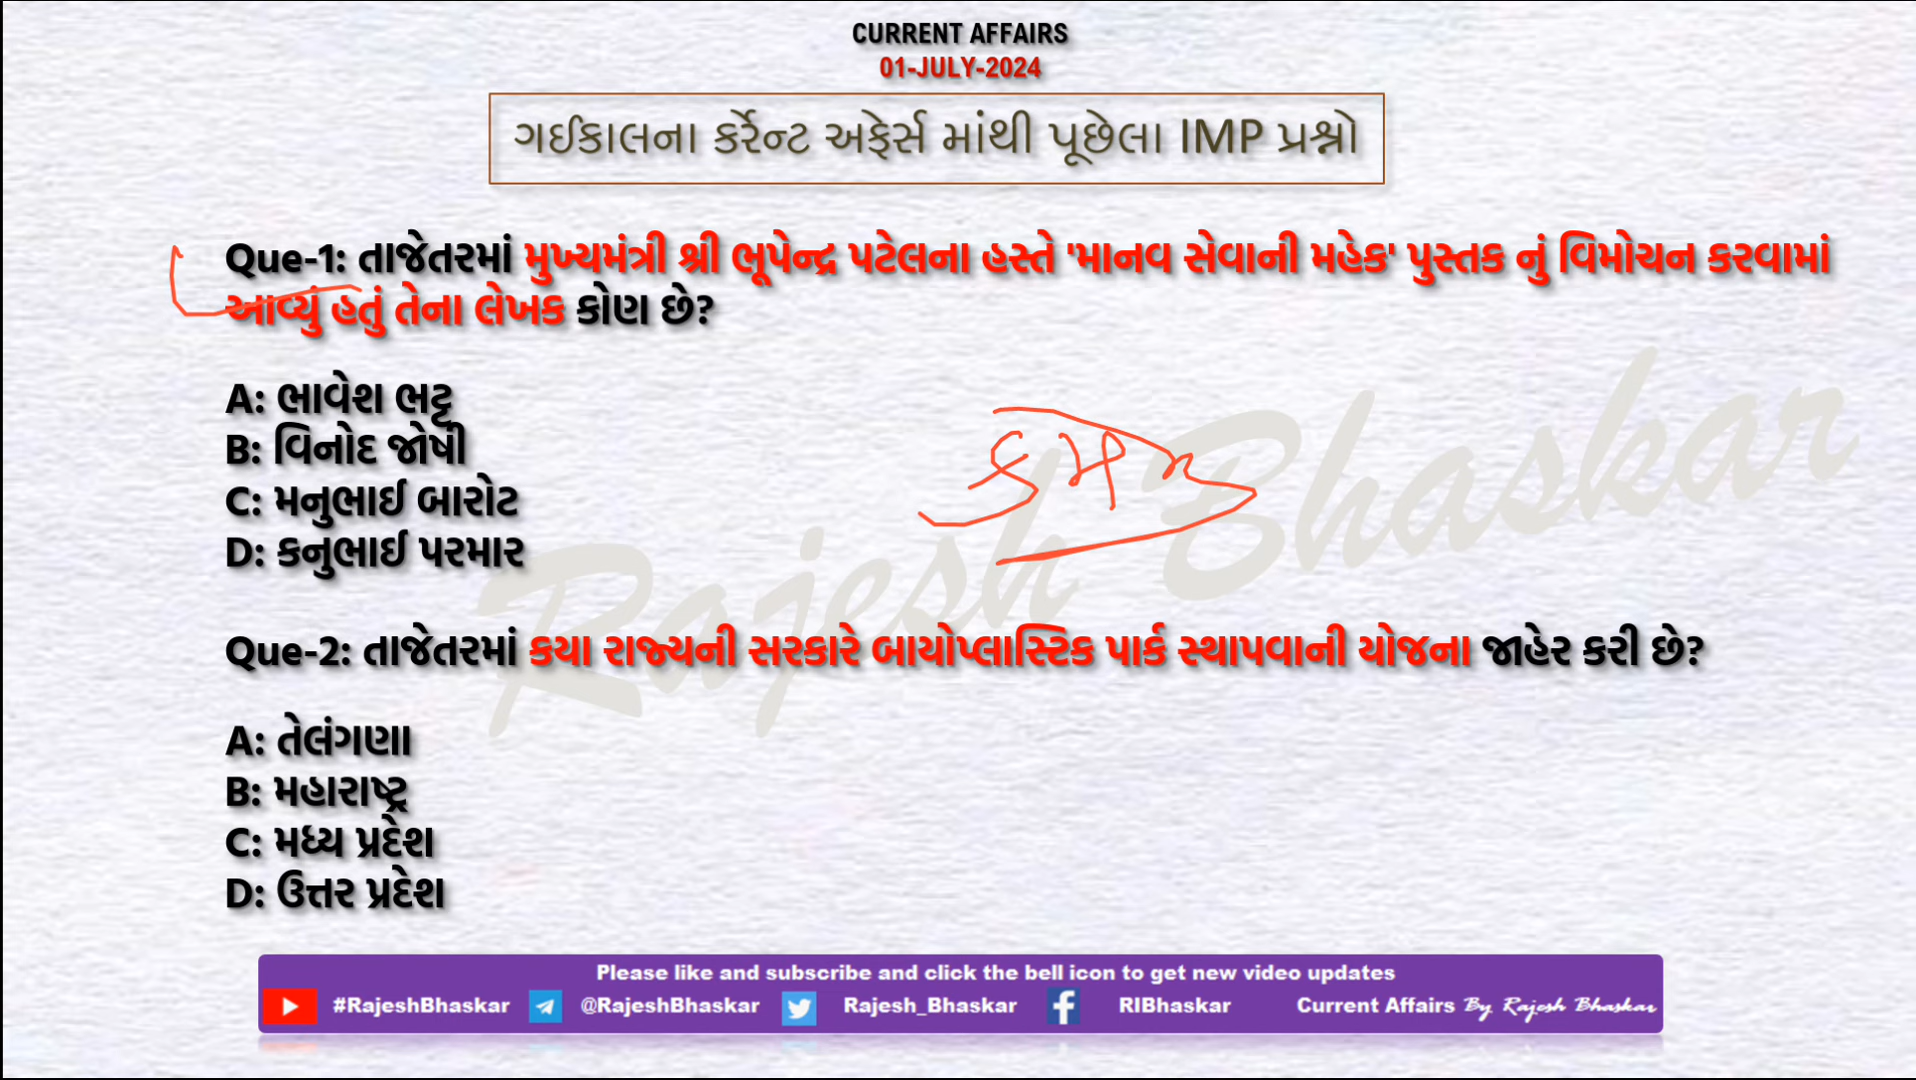 CURRENT AFFAIRS
01-JULY-2024
ગઈકાલના કર્રેન્ટ અફેર્સ માંથી પૂછેલા IMP પ્રશ્નો
Que-1: તાજેતરમાં મુખ્યમંત્રી શ્રી ભૂપેન્દ્ર પટેલના હસ્તે 'માનવ સેવાની મહેક' પુસ્તક નું વિમોચન કરવામાં
આવ્યું હતું તેના લેખક કોણ છે?
A: ભાવેશ ભટ્ટ
B: વિનોદ જોષી
C: મનુભાઈ બારોટ
D: કનુભાઈ પરમાર
Rajesh Bhaskar
Que-2: તાજેતરમાં કયા રાજ્યની સરકારે બાયોપ્લાસ્ટિક પાર્ક સ્થાપવાની યોજના જાહેર કરી છે?
A: તેલંગણા
B: મહારાષ્ટ્ર
C: મધ્ય પ્રદેશ
D: ઉત્તર પ્રદેશ
Please like and subscribe and click the bell icon to get new video updates
#RajeshBhaskar @RajeshBhaskar Rajesh_Bhaskar RIBhaskar Current Affairs By Rajesh Bhaskar